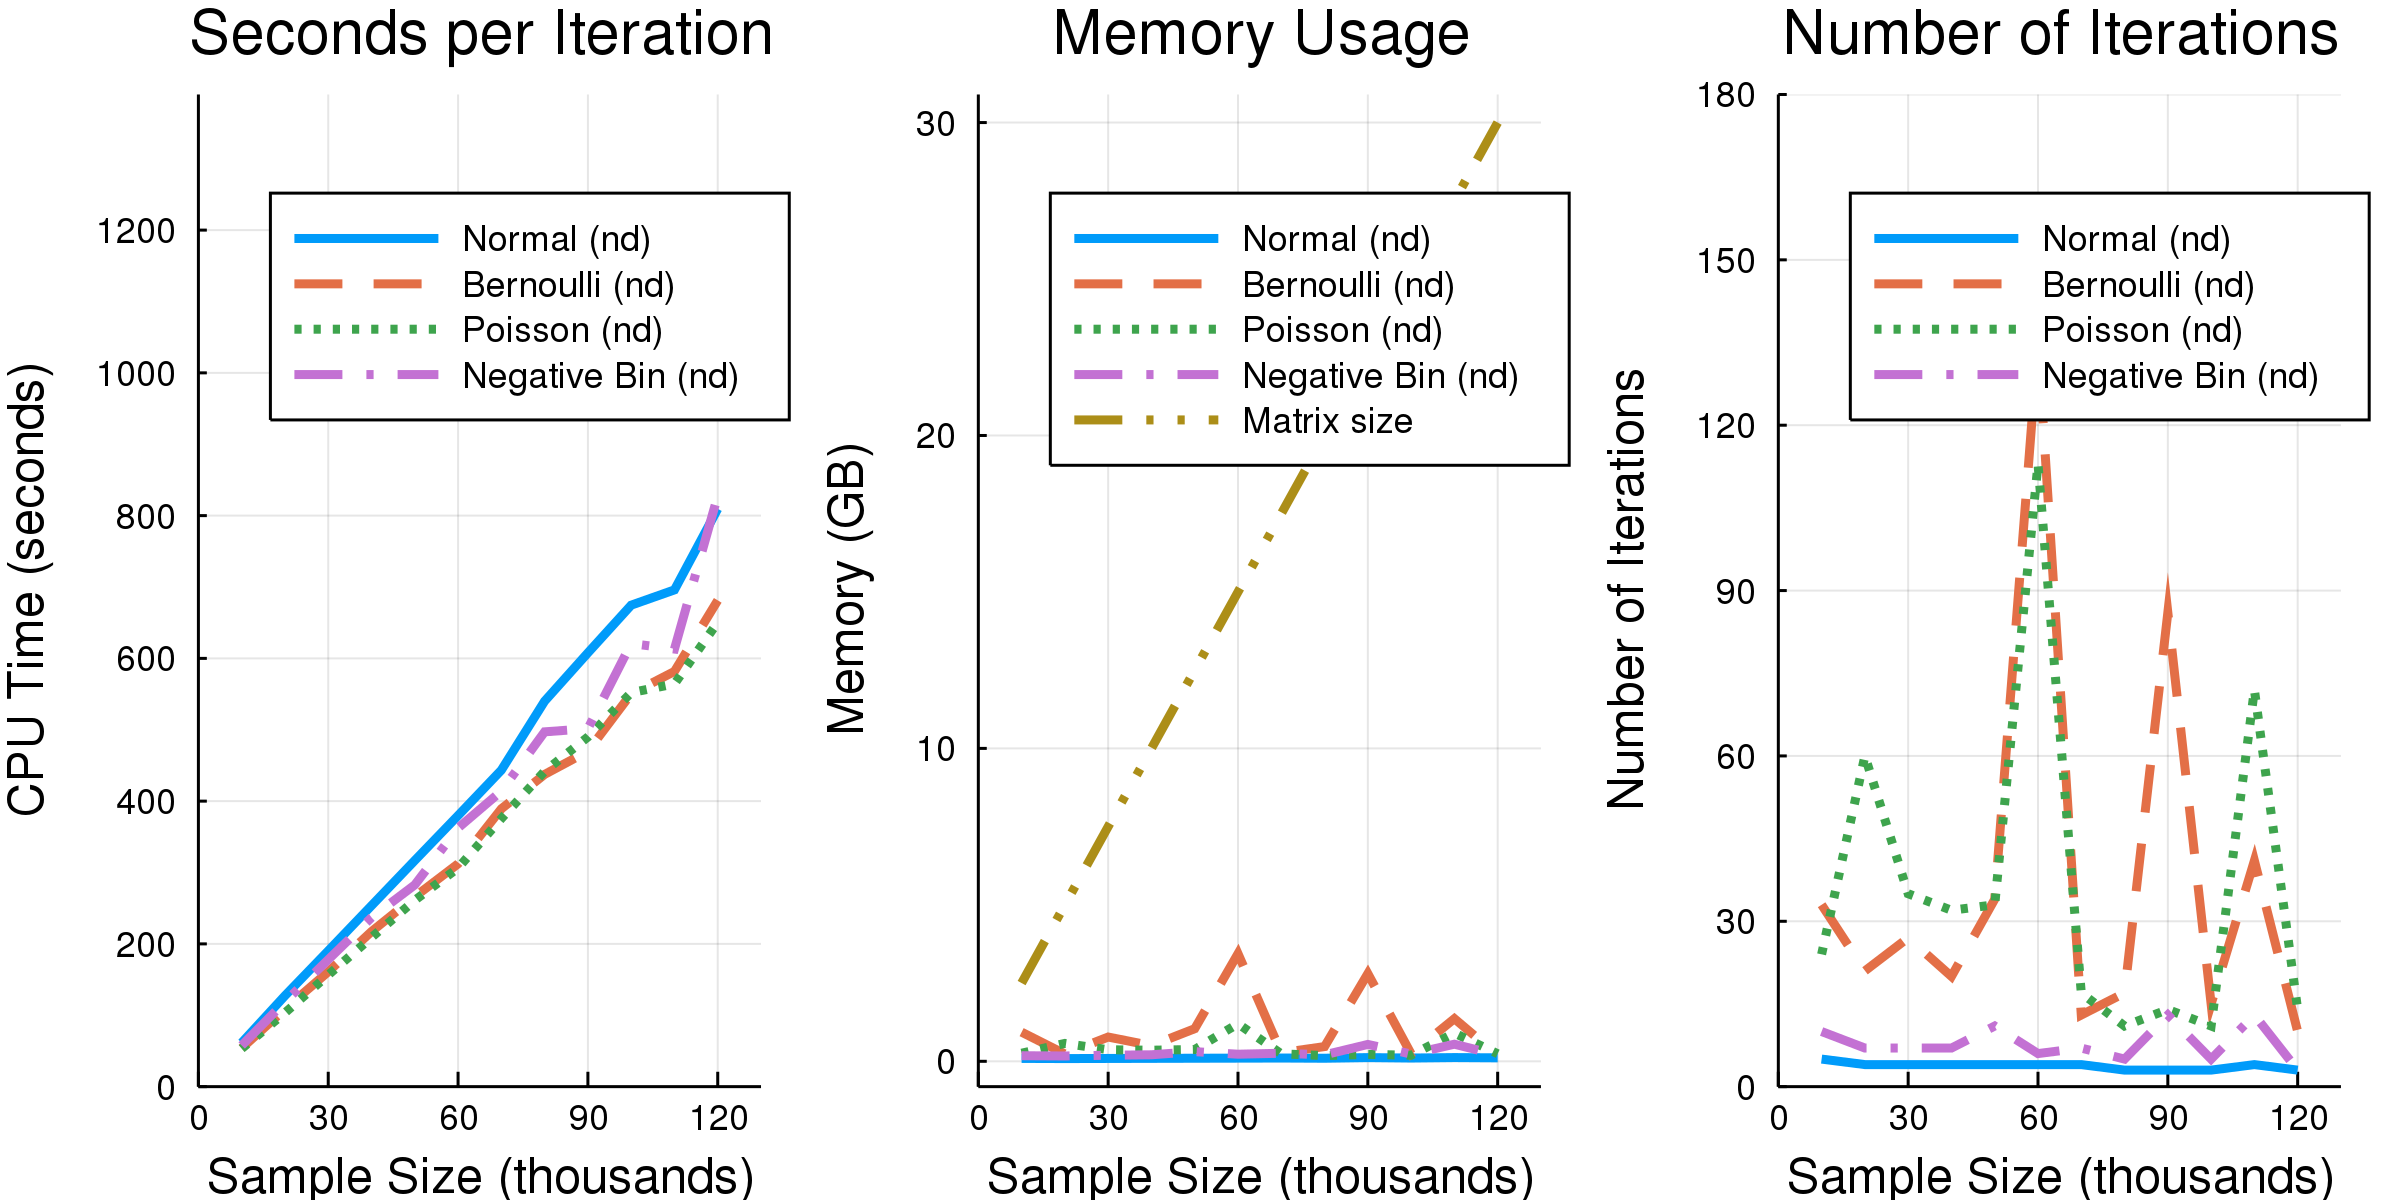 Seconds per Iteration
CPU Time (seconds)
1200
1000
800
600
400
200
0
Normal (nd)
Bernoulli (nd)
Poisson (nd)
Negative Bin (nd)
0 30 60 90 120
Sample Size (thousands)
Memory Usage
Memory (GB)
30
20
10
0
Normal (nd)
Bernoulli (nd)
Poisson (nd)
Negative Bin (nd)
Matrix size
0 30 60 90 120
Sample Size (thousands)
Number of Iterations
Number of Iterations
180
150
120
90
60
30
0
Normal (nd)
Bernoulli (nd)
Poisson (nd)
Negative Bin (nd)
0 30 60 90 120
Sample Size (thousands)